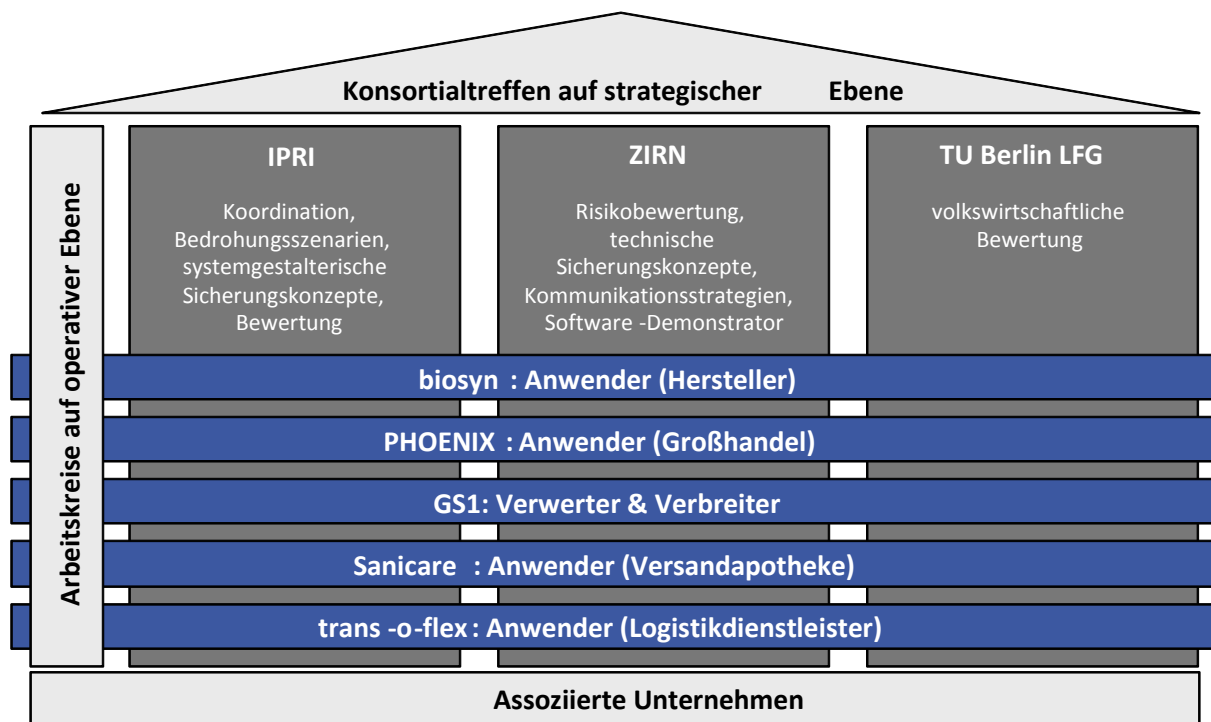 Konsortialtreffen auf strategischer Ebene
Arbeitskreise auf operativer Ebene
IPRI
Koordination,
Bedrohungsszenarien,
systemgestalterische
Sicherungskonzepte,
Bewertung
ZIRN
Risikobewertung,
technische
Sicherungskonzepte,
Kommunikationsstrategien,
Software -Demonstrator
TU Berlin LFG
volkswirtschaftliche
Bewertung
biosyn : Anwender (Hersteller)
PHOENIX : Anwender (Großhandel)
GS1: Verwerter & Verbreiter
Sanicare : Anwender (Versandapotheke)
trans -o-flex : Anwender (Logistikdienstleister)
Assoziierte Unternehmen